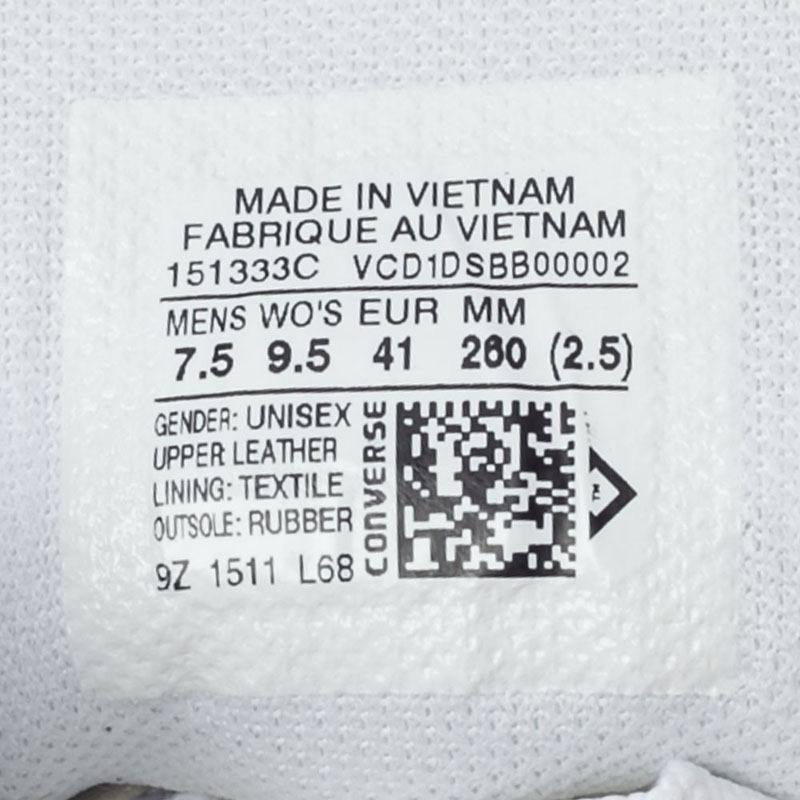 MADE IN VIETNAM
FABRIQUE AU VIETNAM
151333C VCD1DSBB00002
MENS WO'S EUR MM
7.5 9.5 41 260 (2.5)
GENDER: UNISEX
UPPER LEATHER
LINING: TEXTILE
OUTSOLE: RUBBER
9Z 1511 L68
CONVERSE